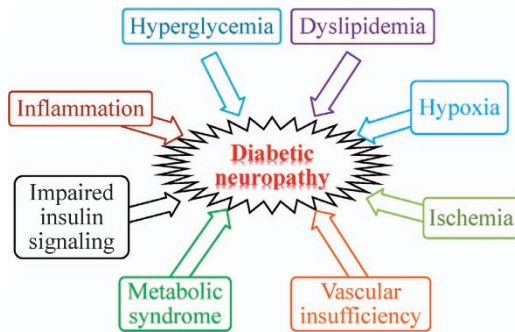 Hyperglycemia
Dyslipidemia
Inflammation
Hypoxia
Diabetic
neuropathy
Impaired
insulin
signaling
Ischemia
Metabolic
syndrome
Vascular
insufficiency